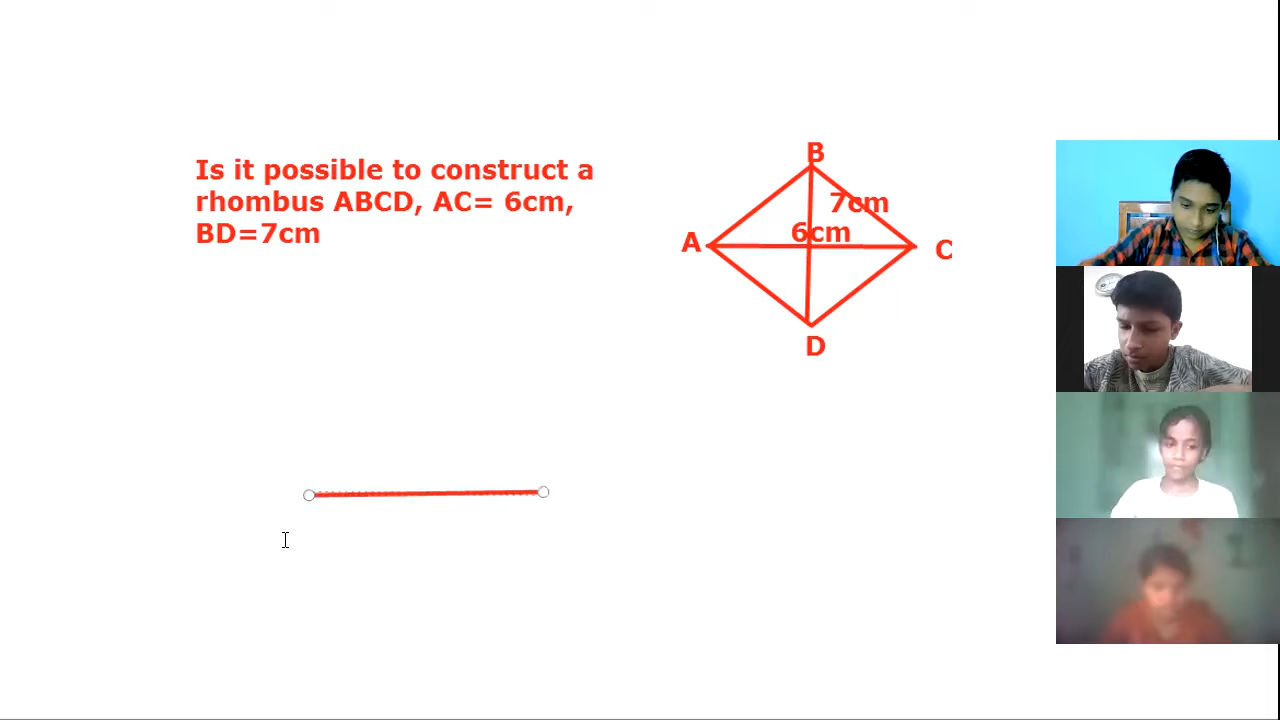 Is it possible to construct a
rhombus ABCD, AC= 6cm,
BD=7cm
B
7cm
6cm
A
C
D